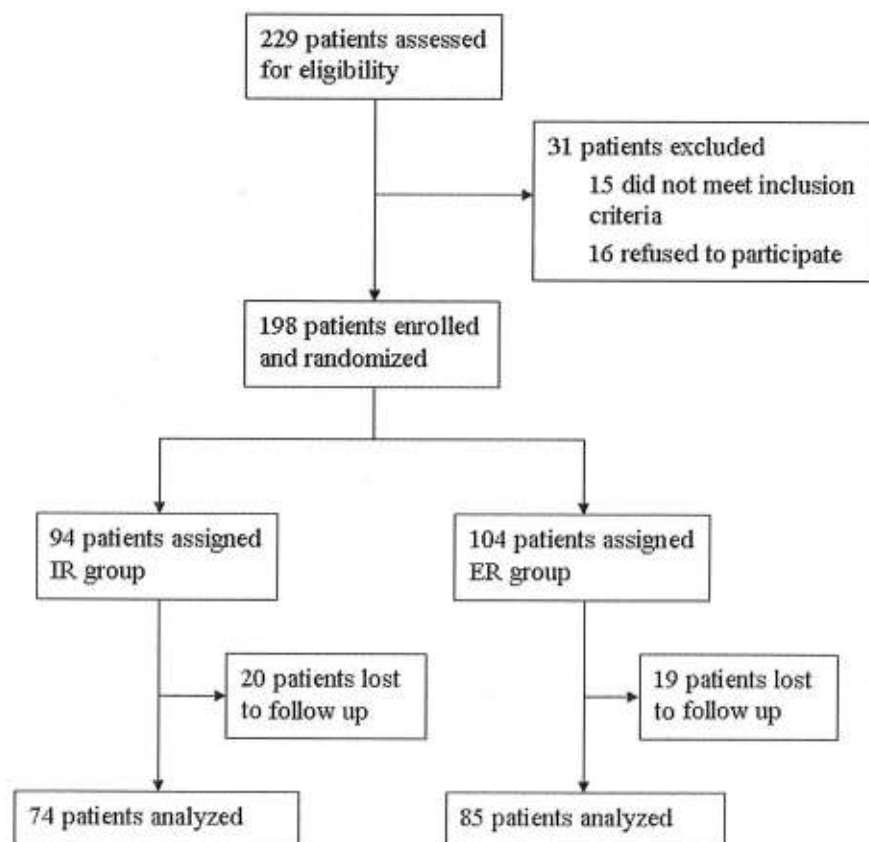 229 patients assessed
for eligibility
31 patients excluded
15 did not meet inclusion
criteria
16 refused to participate
198 patients enrolled
and randomized
94 patients assigned
IR group
104 patients assigned
ER group
20 patients lost
to follow up
19 patients lost
to follow up
74 patients analyzed
85 patients analyzed